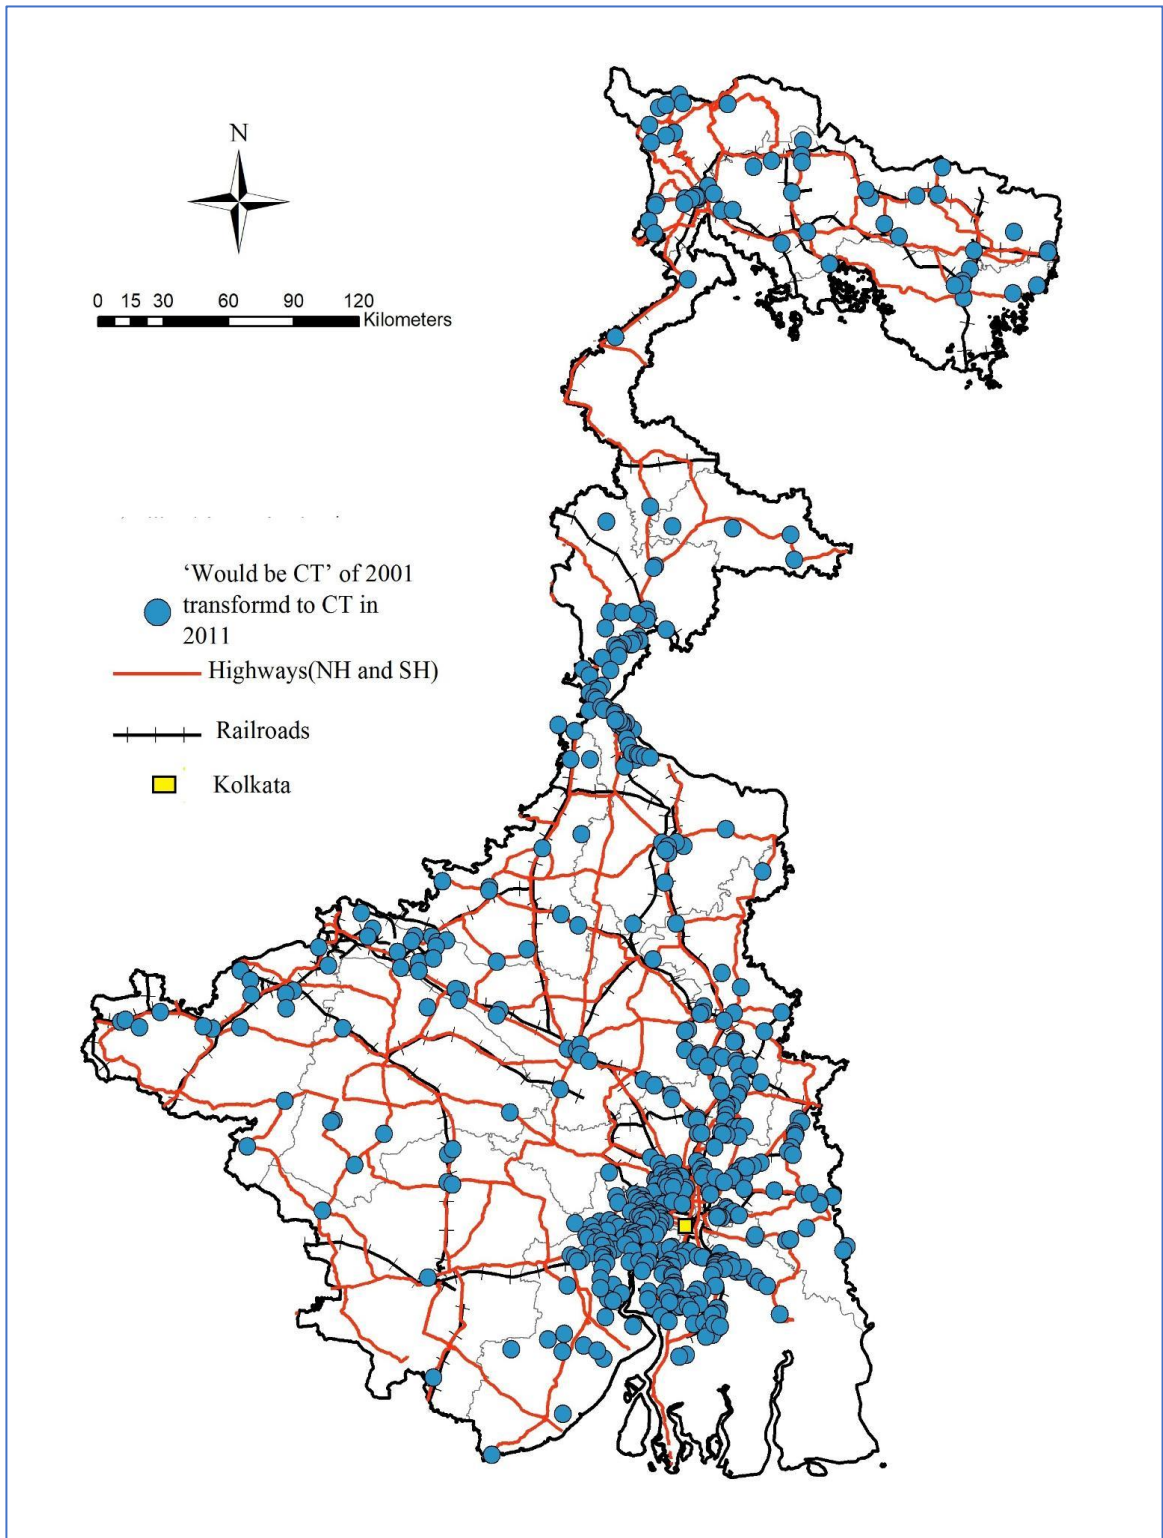 N
0 15 30 60 90 120
Kilometers
‘Would be CT’ of 2001
transformd to CT in
2011
Highways(NH and SH)
Railroads
Kolkata